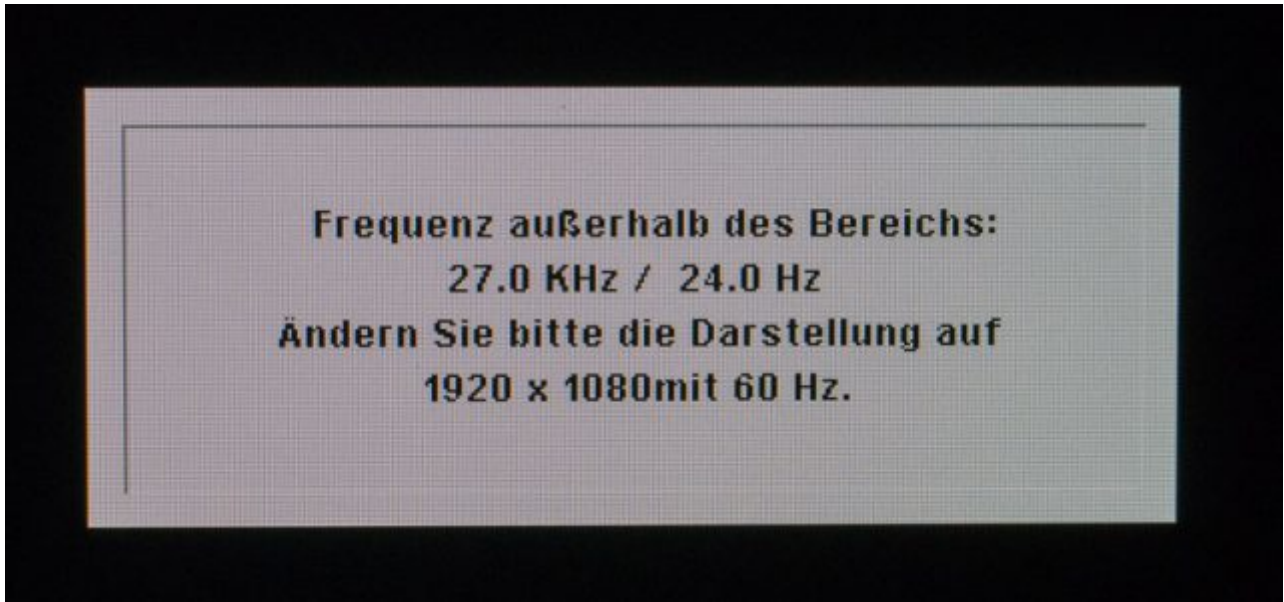 Frequenz außerhalb des Bereichs:
27.0 KHz / 24.0 Hz
Ändern Sie bitte die Darstellung auf
1920 x 1080mit 60 Hz.